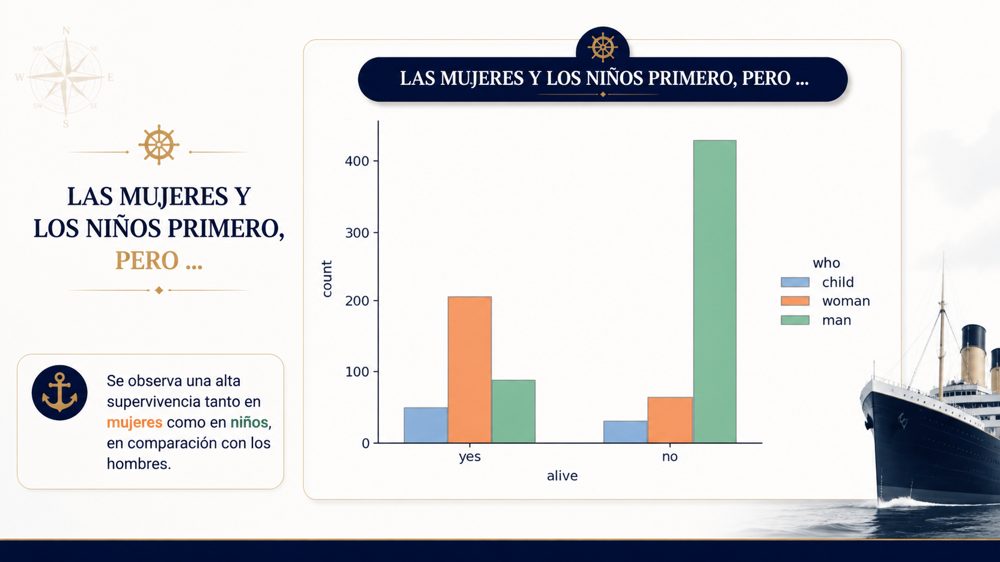 N
NW NE
W E
SW SE
S
LAS MUJERES Y
LOS NIÑOS PRIMERO,
PERO ...
Se observa una alta
supervivencia tanto en
mujeres como en niños,
en comparación con los
hombres.
LAS MUJERES Y LOS NIÑOS PRIMERO, PERO ...
400
300
200
100
0
count
yes no
alive
who
child
woman
man